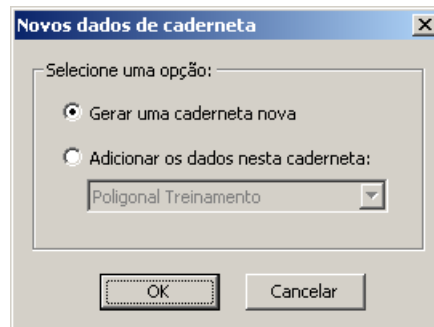 Novos dados de caderneta
Selecione uma opção:
Gerar uma caderneta nova
Adicionar os dados nesta caderneta:
Poligonal Treinamento
OK Cancelar